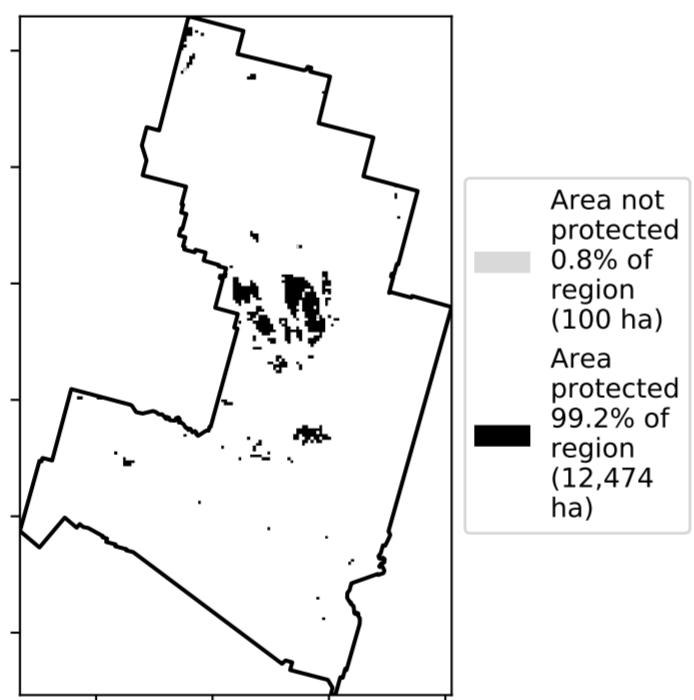 Area not
protected
0.8% of
region
(100 ha)
Area
protected
99.2% of
region
(12,474
ha)